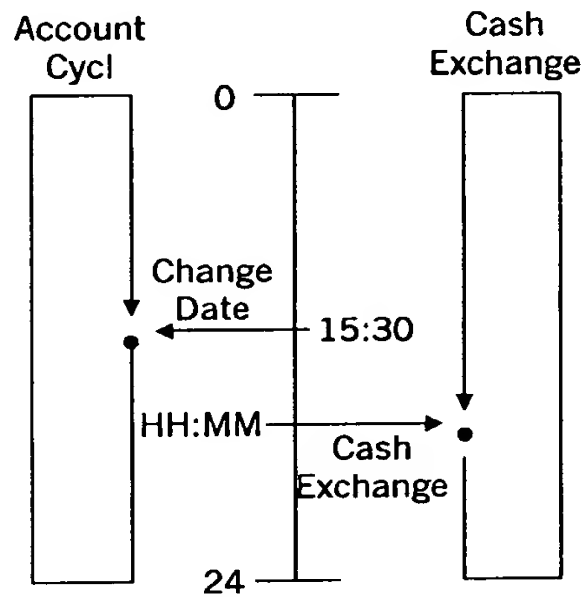 Account
Cycl
Cash
Exchange
0
Change
Date
15:30
HH:MM
Cash
Exchange
24